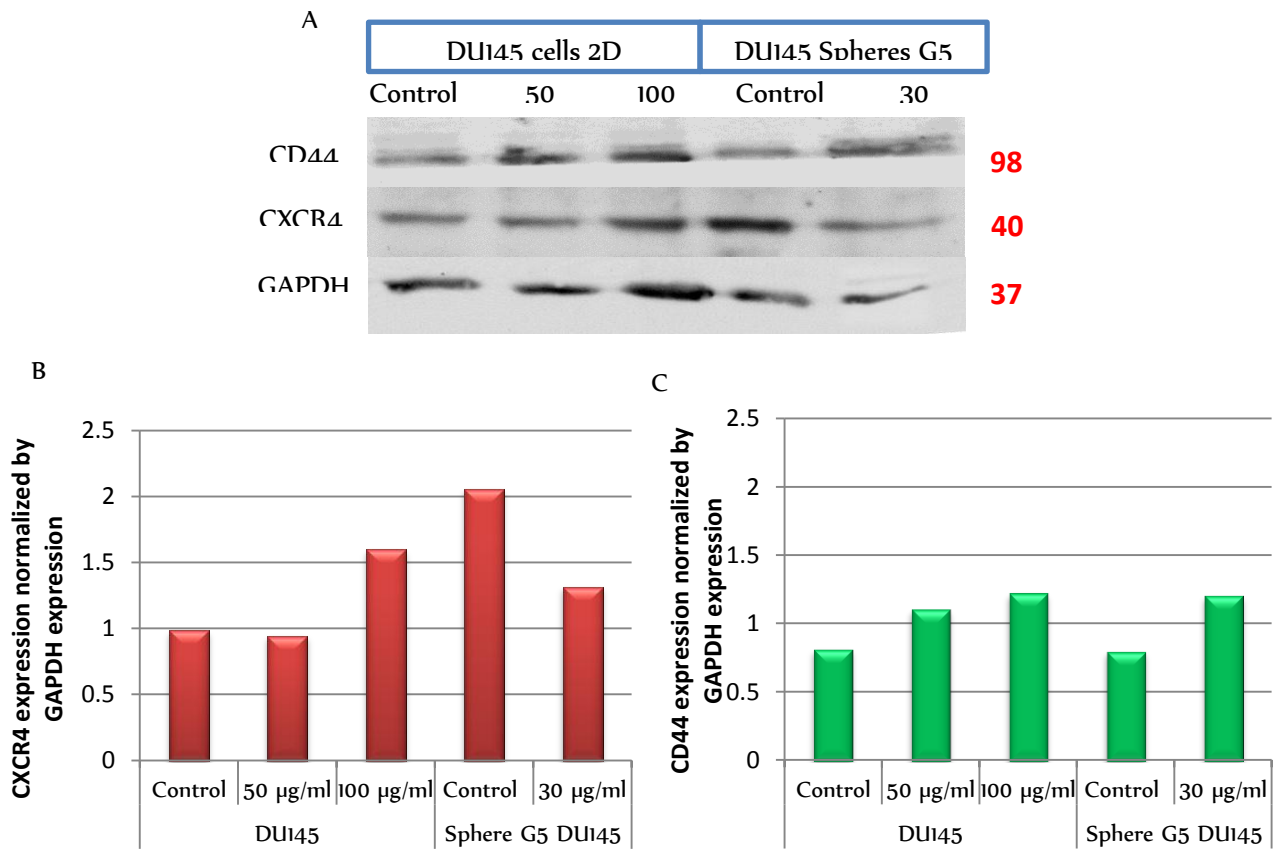 A
DU145 cells 2D DU145 Spheres G5
Control 50 100 Control 30
CD44 98
CXCR4 40
GAPDH 37
B
CXCR4 expression normalized by
GAPDH expression
2.5
2
1.5
1
0.5
0
Control 50 µg/ml 100 µg/ml Control 30 µg/ml
DU145 Sphere G5 DU145
C
CD44 expression normalized by
GAPDH expression
2.5
2
1.5
1
0.5
0
Control 50 µg/ml 100 µg/ml Control 30 µg/ml
DU145 Sphere G5 DU145